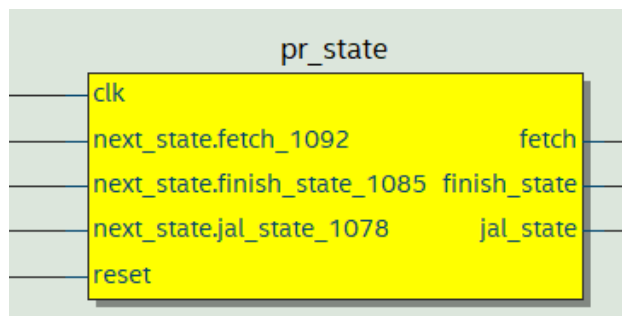 pr_state
clk
next_state.fetch_1092 fetch
next_state.finish_state_1085 finish_state
next_state.jal_state_1078 jal_state
reset